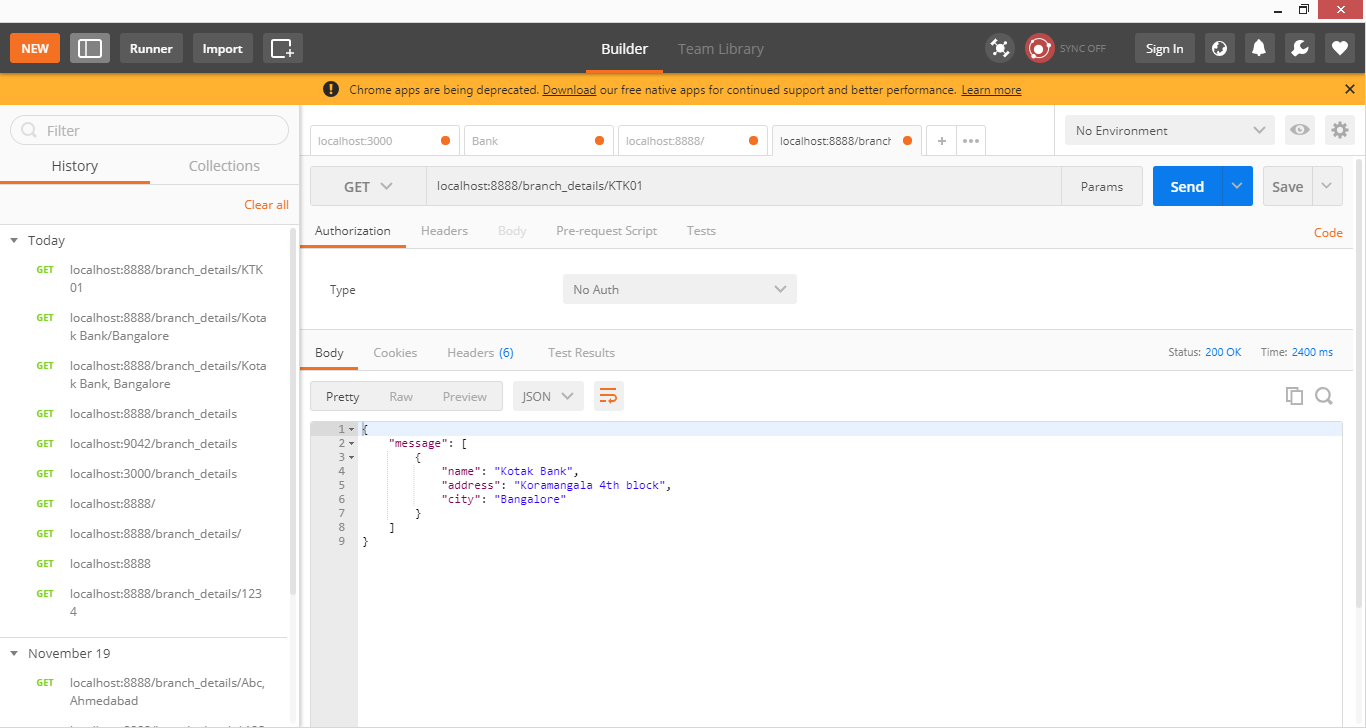 NEW Runner Import Builder Team Library SYNC OFF Sign In
Chrome apps are being deprecated. Download our free native apps for continued support and better performance. Learn more
Filter
History Collections
Clear all
Today
GET localhost:8888/branch_details/KTK
01
GET localhost:8888/branch_details/Kota
k Bank/Bangalore
GET localhost:8888/branch_details/Kota
k Bank, Bangalore
GET localhost:8888/branch_details
GET localhost:9042/branch_details
GET localhost:3000/branch_details
GET localhost:8888/
GET localhost:8888/branch_details/
GET localhost:8888
GET localhost:8888/branch_details/123
4
November 19
GET localhost:8888/branch_details/Abc,
Ahmedabad
localhost:3000 Bank localhost:8888/ localhost:8888/branch
No Environment
GET localhost:8888/branch_details/KTK01 Params Send Save
Authorization Headers Body Pre-request Script Tests Code
Type No Auth
Body Cookies Headers (6) Test Results Status: 200 OK Time: 2400 ms
Pretty Raw Preview JSON
1 {
2 "message": [
3 {
4 "name": "Kotak Bank",
5 "address": "Koramangala 4th block",
6 "city": "Bangalore"
7 }
8 ]
9 }